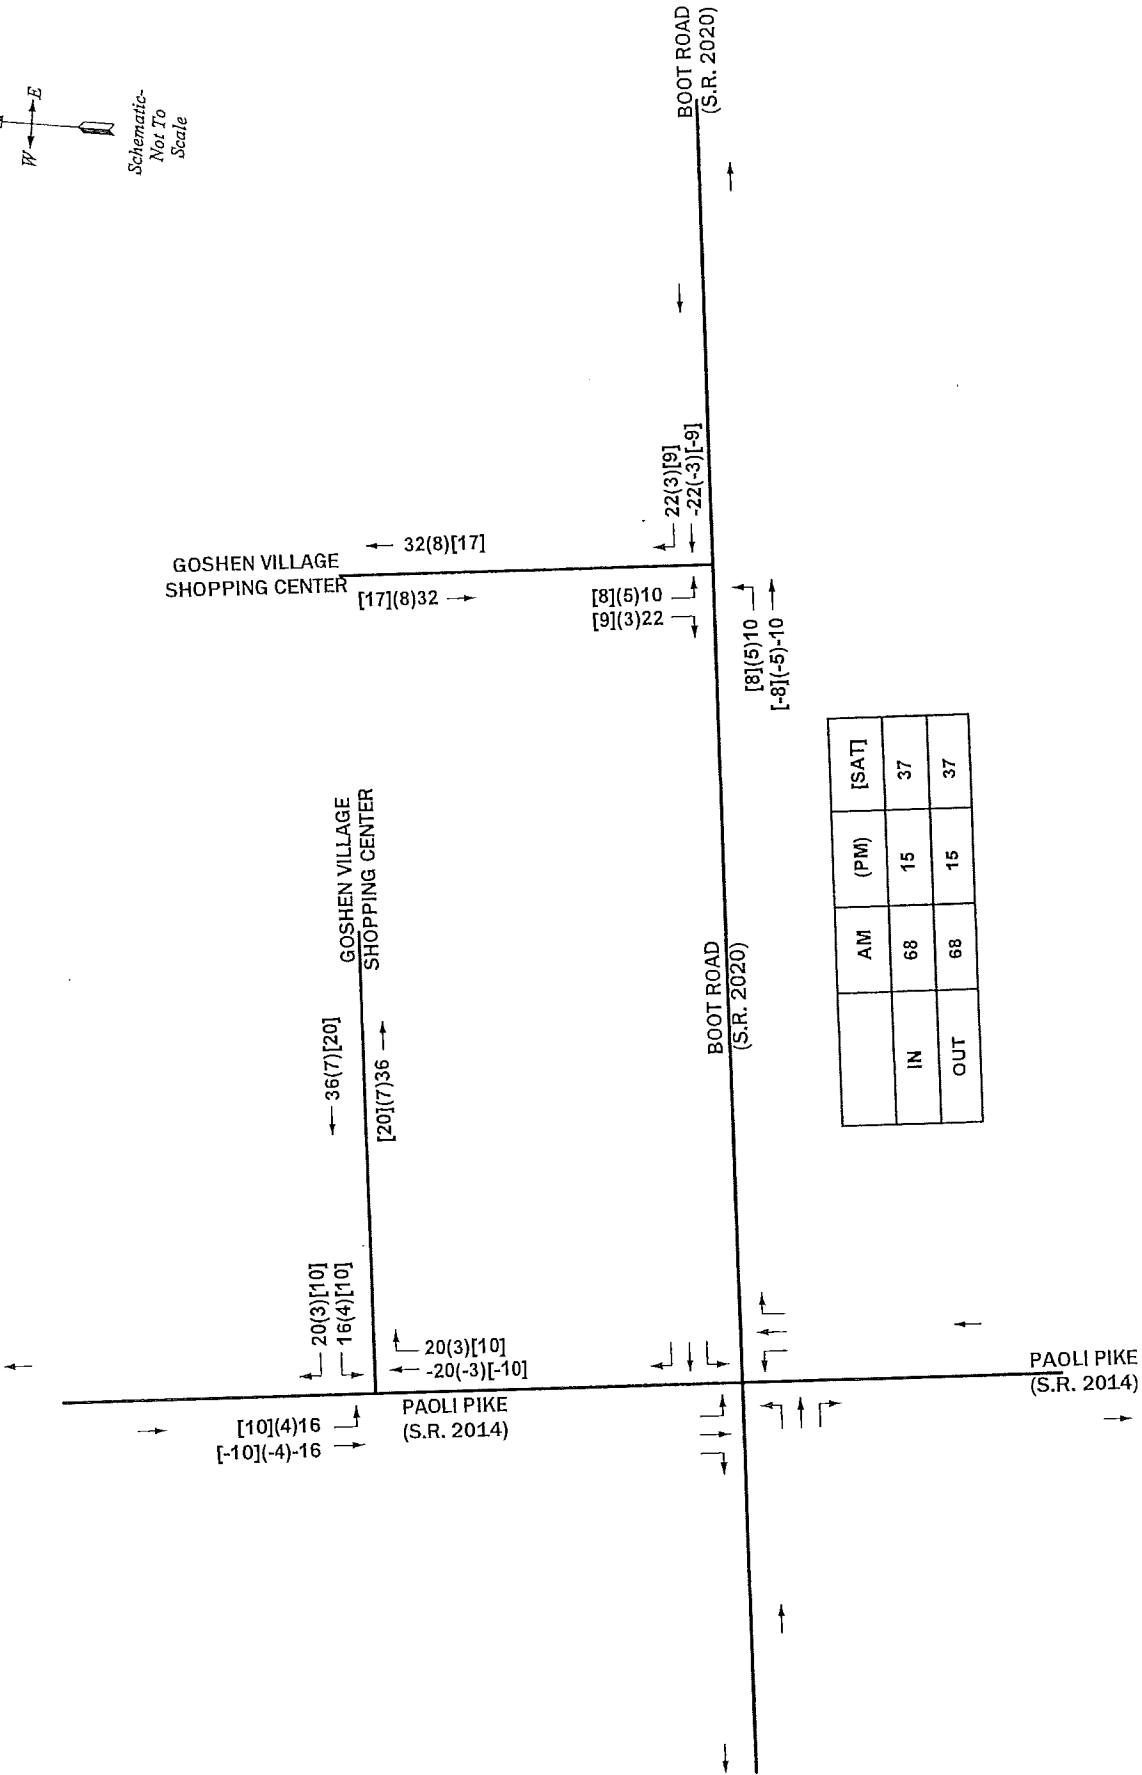 W
E
Schematic-
Not To
Scale
BOOT ROAD
(S.R. 2020)
GOSHEN VILLAGE
SHOPPING CENTER
32(8)[17]
[17](8)32
22(3)[9]
-22(-3)[-9]
[8](5)10
[9](3)22
[8](5)10
[-8](-5)-10
GOSHEN VILLAGE
SHOPPING CENTER
36(7)[20]
[20](7)36
BOOT ROAD
(S.R. 2020)
AM (PM) [SAT]
IN 68 15 37
OUT 68 15 37
20(3)[10]
16(4)[10]
20(3)[10]
-20(-3)[-10]
[10](4)16
[-10](-4)-16
PAOLI PIKE
(S.R. 2014)
PAOLI PIKE
(S.R. 2014)